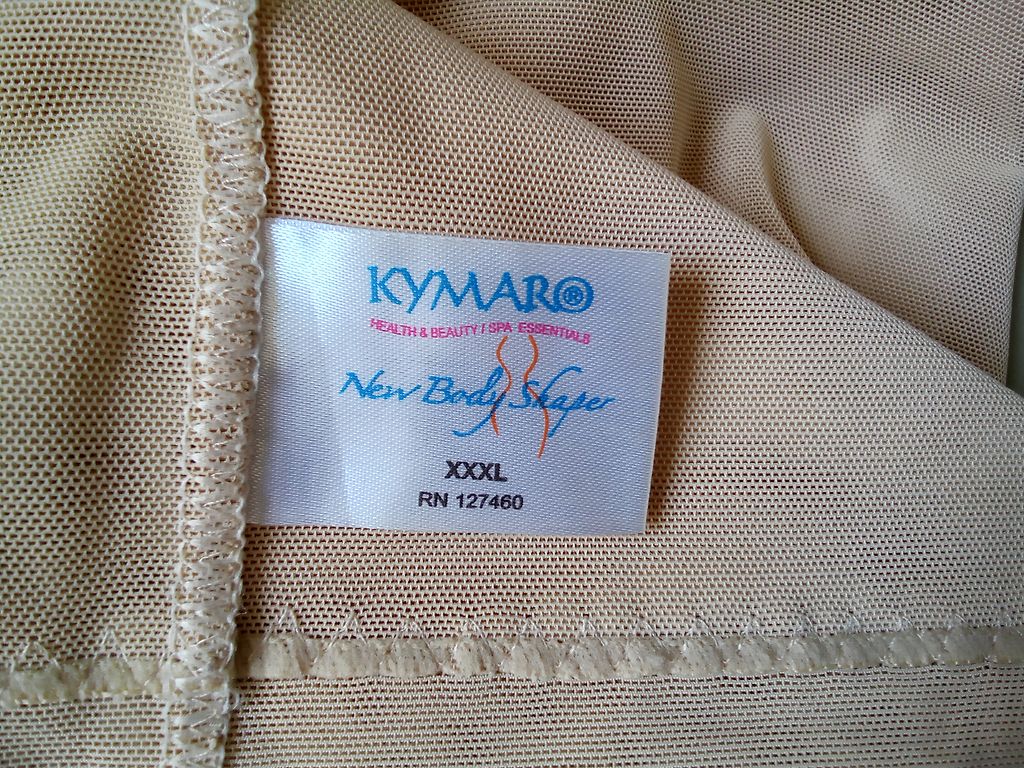 KYMARO®
HEALTH & BEAUTY / SPA ESSENTIALS
New Body Shaper
XXXL
RN 127460